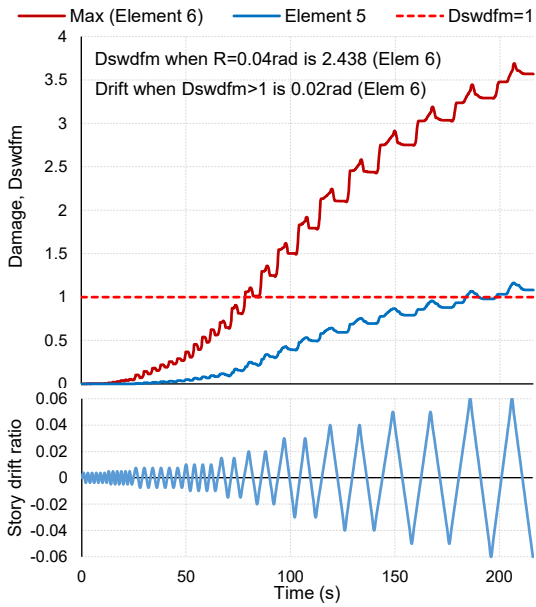 Max (Element 6) Element 5 Dswdfm=1
4
Dswdfm when R=0.04rad is 2.438 (Elem 6)
Drift when Dswdfm>1 is 0.02rad (Elem 6)
3.5
3
2.5
2
1.5
1
0.5
0
Damage, Dswdfm
0.06
0.04
0.02
0
-0.02
-0.04
-0.06
Story drift ratio
0 50 100 150 200
Time (s)